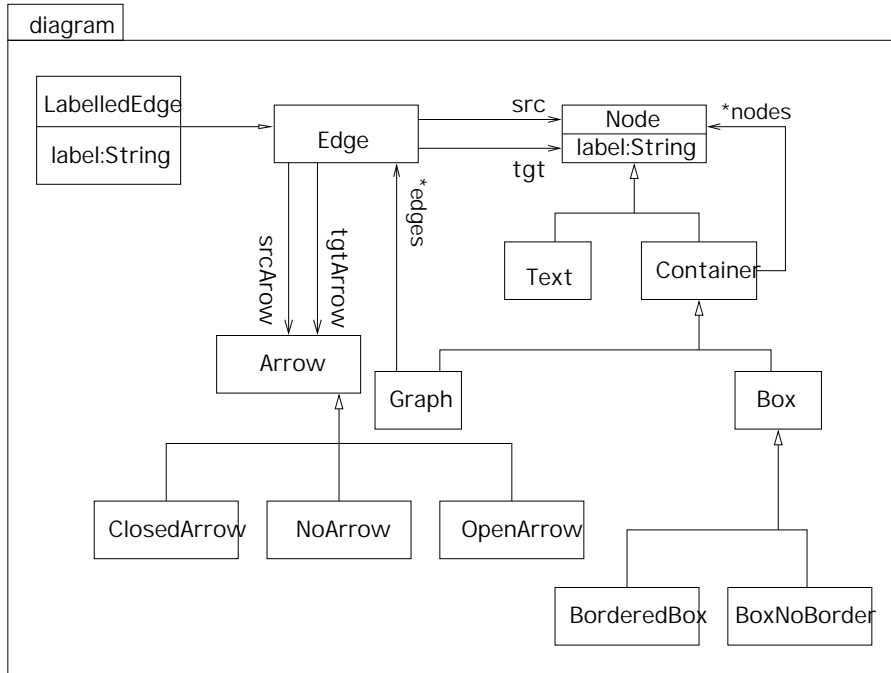 diagram
LabelledEdge
label:String
Edge
src
tgt
Node
label:String
*nodes
*edges
srcArow
tgtArrow
Text
Container
Arrow
Graph
Box
ClosedArrow
NoArrow
OpenArrow
BorderedBox
BoxNoBorder